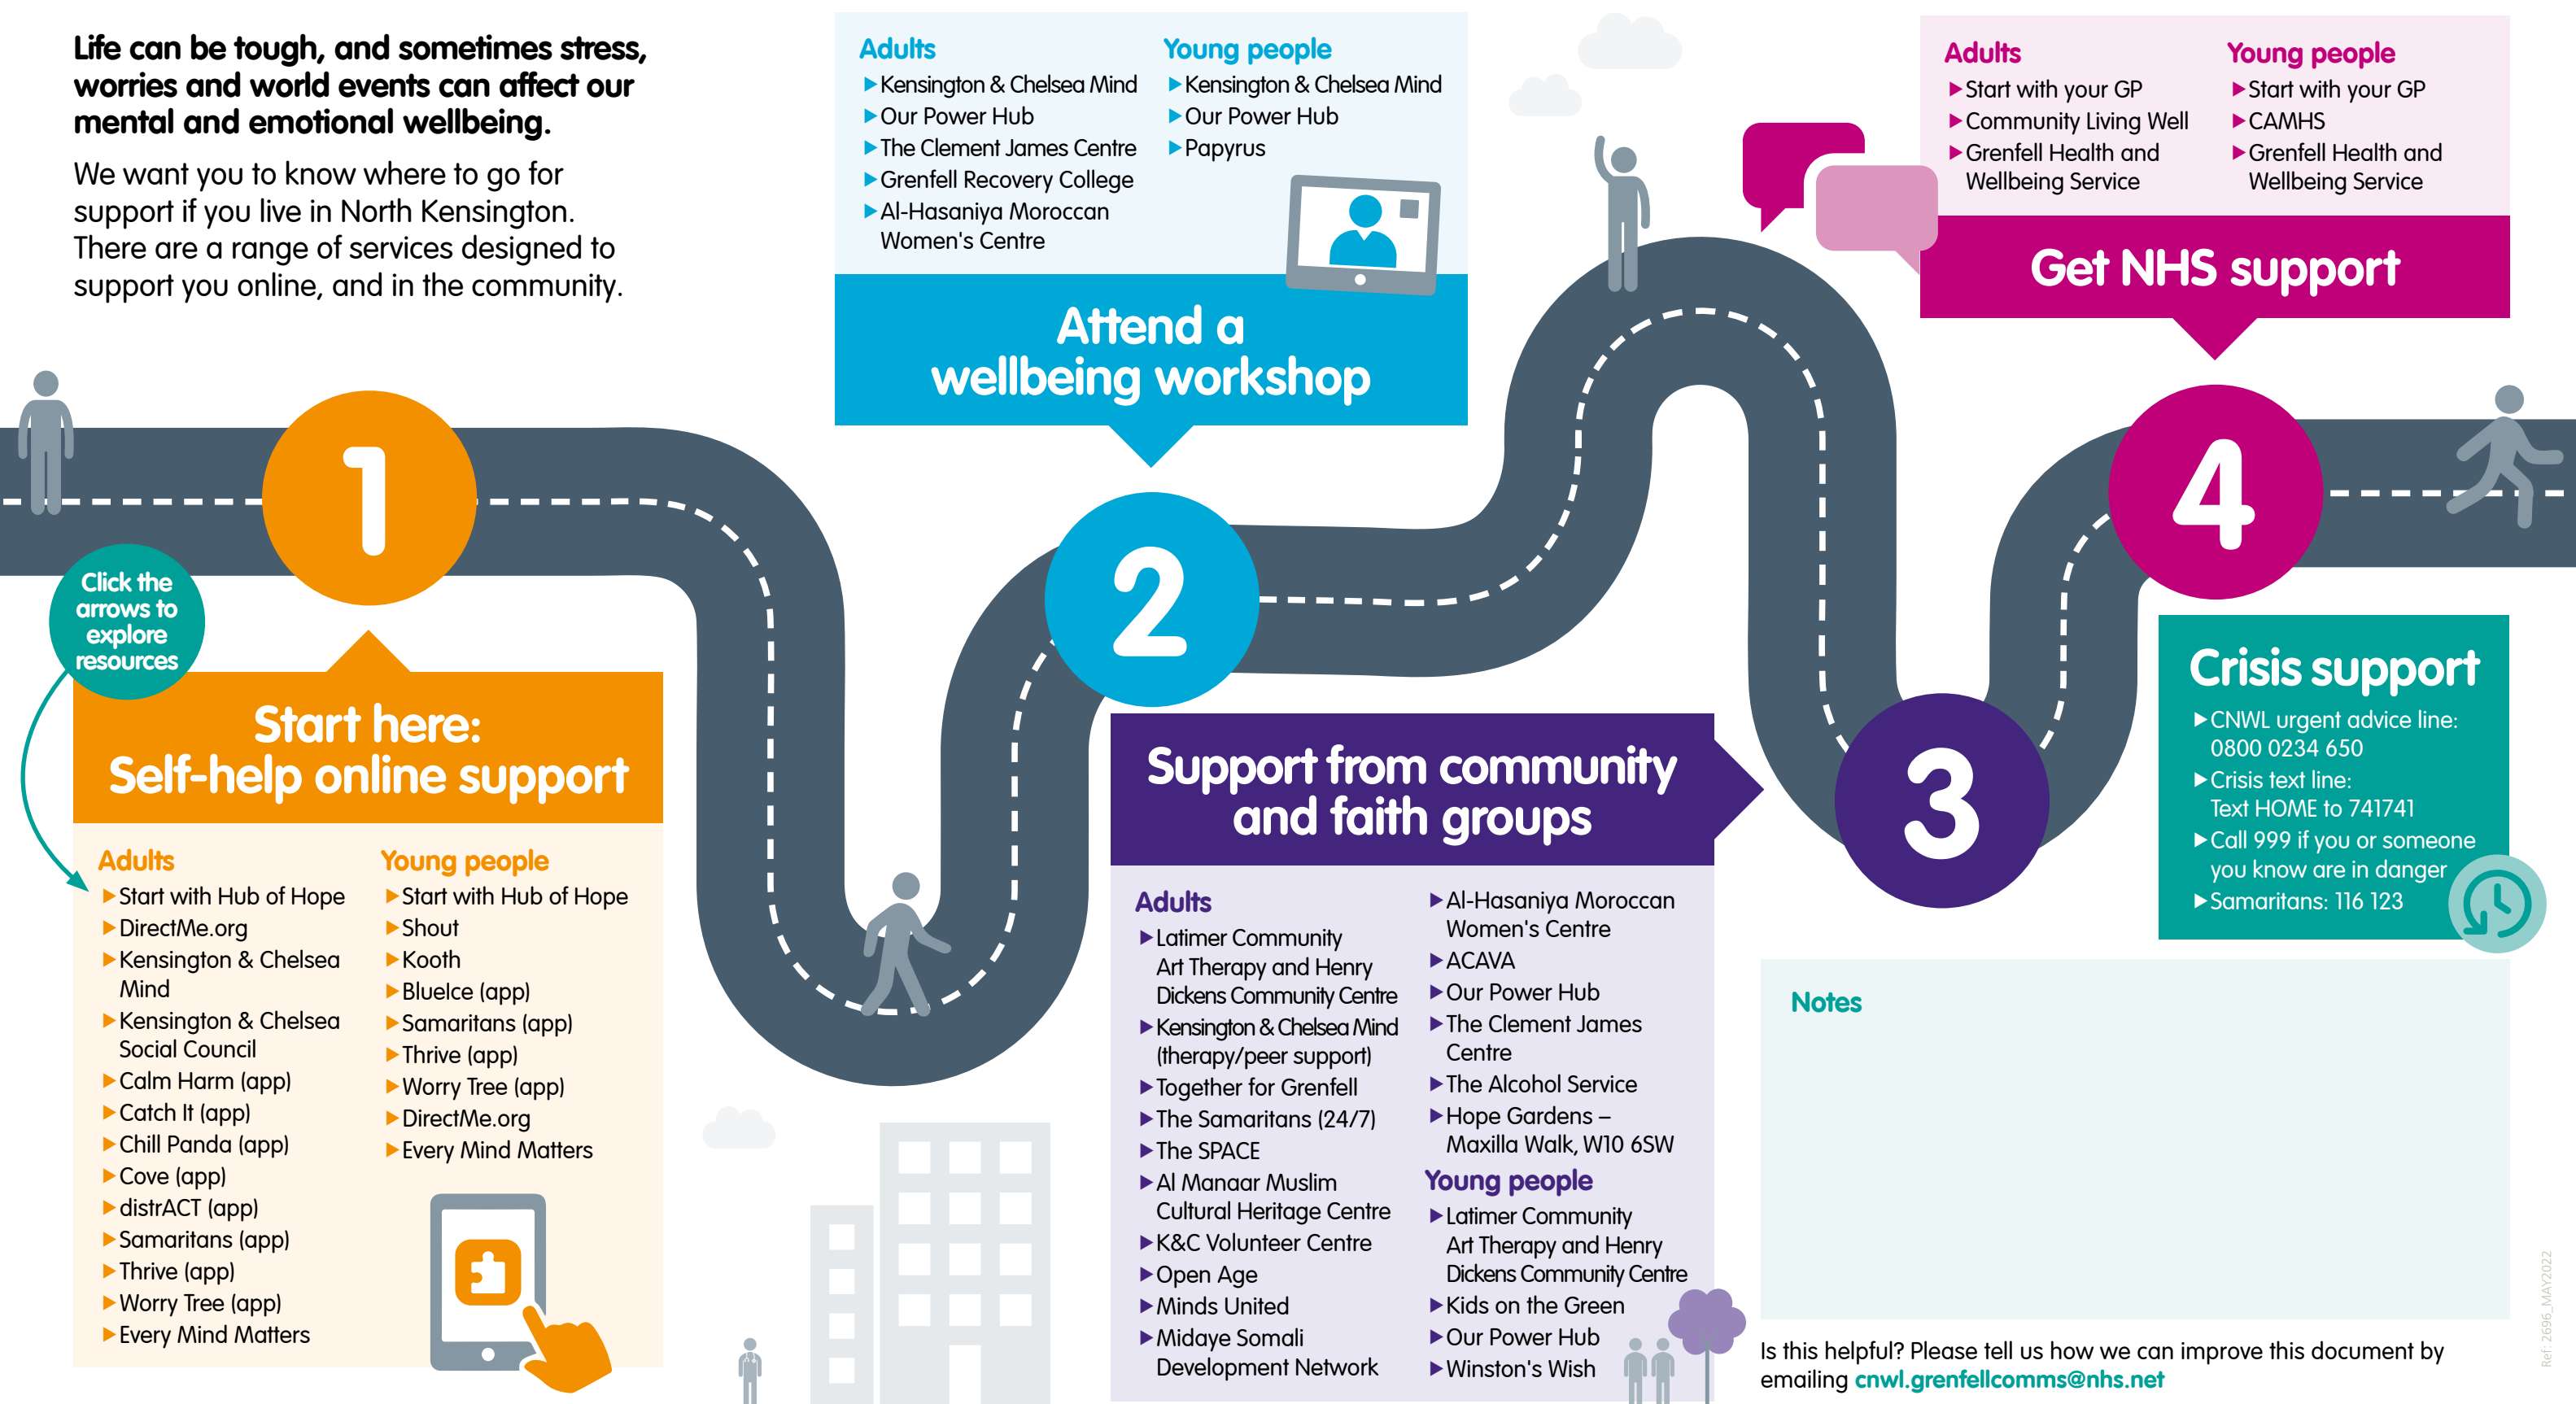 Life can be tough, and sometimes stress,
worries and world events can affect our
mental and emotional wellbeing.
We want you to know where to go for
support if you live in North Kensington.
There are a range of services designed to
support you online, and in the community.
1
Click the
arrows to
explore
resources
Start here:
Self-help online support
Adults
Start with Hub of Hope
DirectMe.org
Kensington & Chelsea
Mind
Kensington & Chelsea
Social Council
Calm Harm (app)
Catch It (app)
Chill Panda (app)
Cove (app)
distrACT (app)
Samaritans (app)
Thrive (app)
Worry Tree (app)
Every Mind Matters
Young people
Start with Hub of Hope
Shout
Kooth
BlueIce (app)
Samaritans (app)
Thrive (app)
Worry Tree (app)
DirectMe.org
Every Mind Matters
Adults
Kensington & Chelsea Mind
Our Power Hub
The Clement James Centre
Grenfell Recovery College
Al-Hasaniya Moroccan
Women's Centre
Young people
Kensington & Chelsea Mind
Our Power Hub
Papyrus
Attend a
wellbeing workshop
2
Support from community
and faith groups
3
Adults
Latimer Community
Art Therapy and Henry
Dickens Community Centre
Kensington & Chelsea Mind
(therapy/peer support)
Together for Grenfell
The Samaritans (24/7)
The SPACE
Al Manaar Muslim
Cultural Heritage Centre
K&C Volunteer Centre
Open Age
Minds United
Midaye Somali
Development Network
Al-Hasaniya Moroccan
Women's Centre
ACAVA
Our Power Hub
The Clement James
Centre
The Alcohol Service
Hope Gardens –
Maxilla Walk, W10 6SW
Young people
Latimer Community
Art Therapy and Henry
Dickens Community Centre
Kids on the Green
Our Power Hub
Winston's Wish
Adults
Start with your GP
Community Living Well
Grenfell Health and
Wellbeing Service
Young people
Start with your GP
CAMHS
Grenfell Health and
Wellbeing Service
Get NHS support
4
Crisis support
CNWL urgent advice line:
0800 0234 650
Crisis text line:
Text HOME to 741741
Call 999 if you or someone
you know are in danger
Samaritans: 116 123
Notes
Is this helpful? Please tell us how we can improve this document by
emailing cnwl.grenfellcomms@nhs.net
Ref: 2696_MAY2022